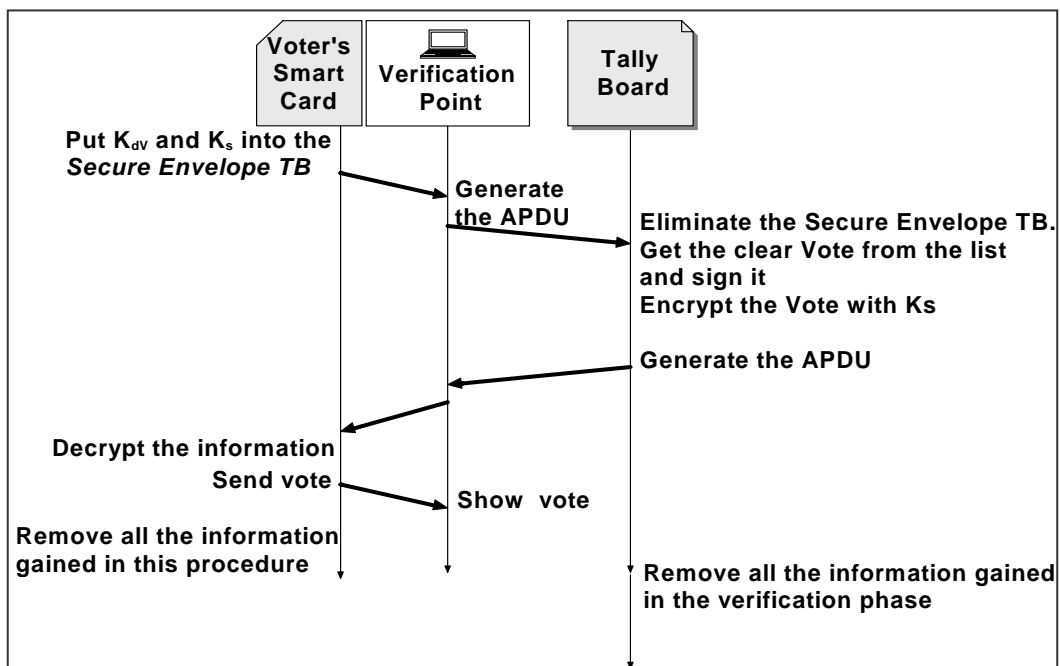 Voter's
Smart
Card
Verification
Point
Tally
Board
Put KdV and Ks into the
Secure Envelope TB
Generate
the APDU
Eliminate the Secure Envelope TB.
Get the clear Vote from the list
and sign it
Encrypt the Vote with Ks
Generate the APDU
Decrypt the information
Send vote
Show vote
Remove all the information
gained in this procedure
Remove all the information gained
in the verification phase